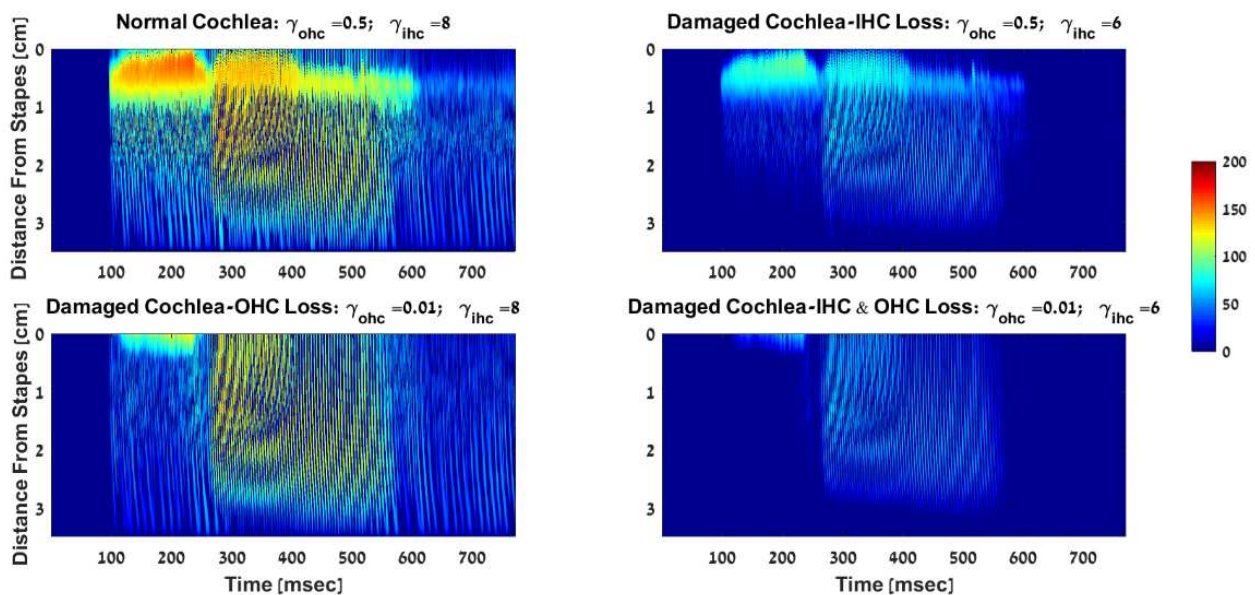 Normal Cochlea: γohc =0.5; γihc =8
Damaged Cochlea-IHC Loss: γohc =0.5; γihc =6
Distance From Stapes [cm]
0
1
2
3
100 200 300 400 500 600 700
0
1
2
3
100 200 300 400 500 600 700
200
150
100
50
0
Damaged Cochlea-OHC Loss: γohc =0.01; γihc =8
Damaged Cochlea-IHC & OHC Loss: γohc =0.01; γihc =6
Distance From Stapes [cm]
0
1
2
3
100 200 300 400 500 600 700
Time [msec]
0
1
2
3
100 200 300 400 500 600 700
Time [msec]